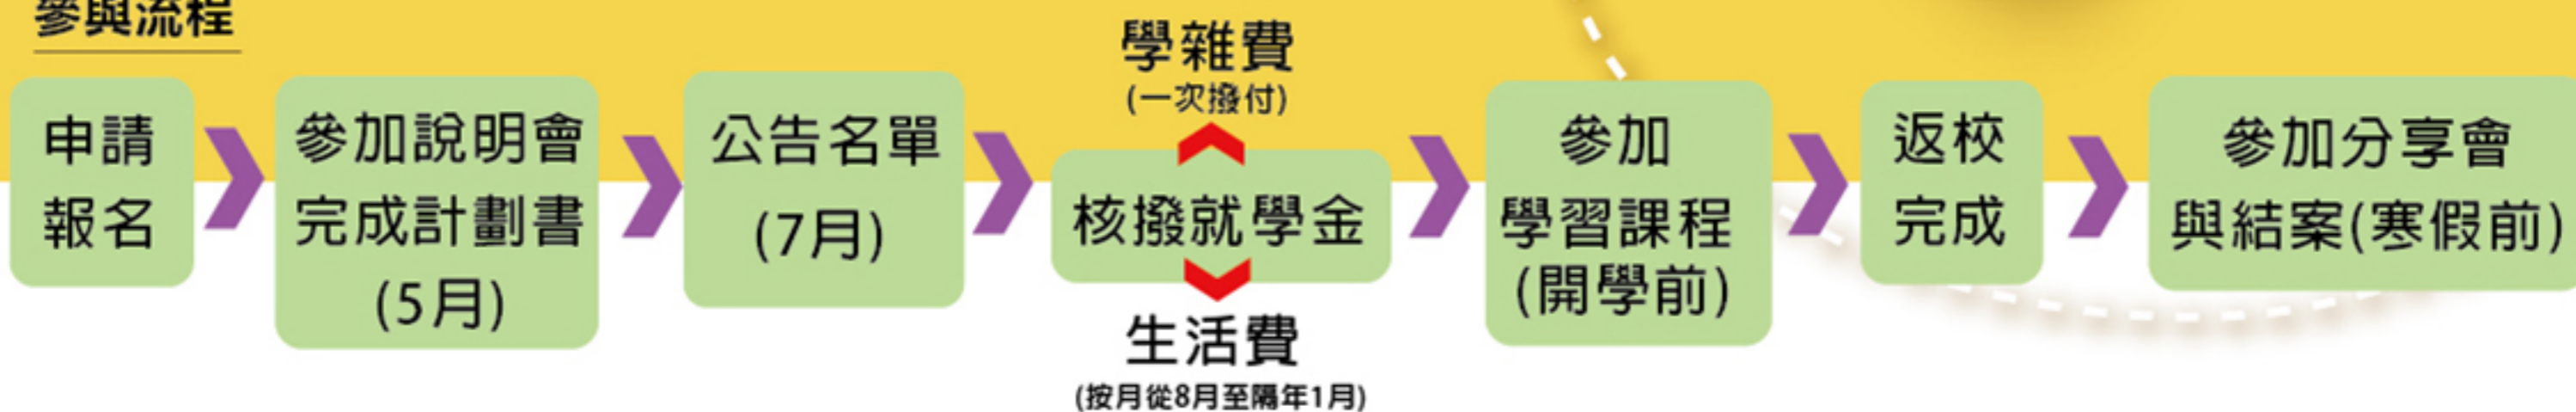 參與流程
申請
報名
參加說明會
完成計劃書
(5月)
公告名單
(7月)
學雜費
(一次撥付)
核撥就學金
生活費
(按月從8月至隔年1月)
參加
學習課程
(開學前)
返校
完成
參加分享會
與結案(寒假前)